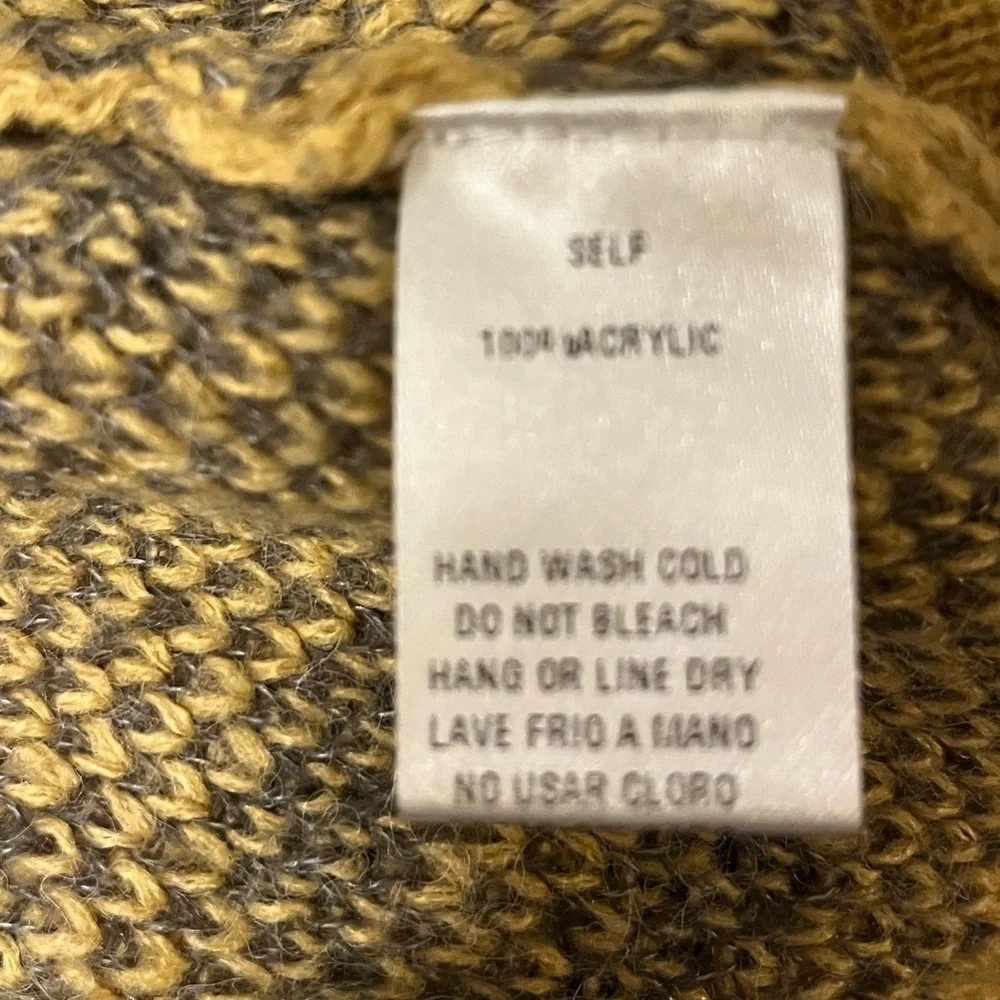 SELF
100% ACRYLIC
HAND WASH COLD
DO NOT BLEACH
HANG OR LINE DRY
LAVE FRIO A MANO
NO USAR CLORO